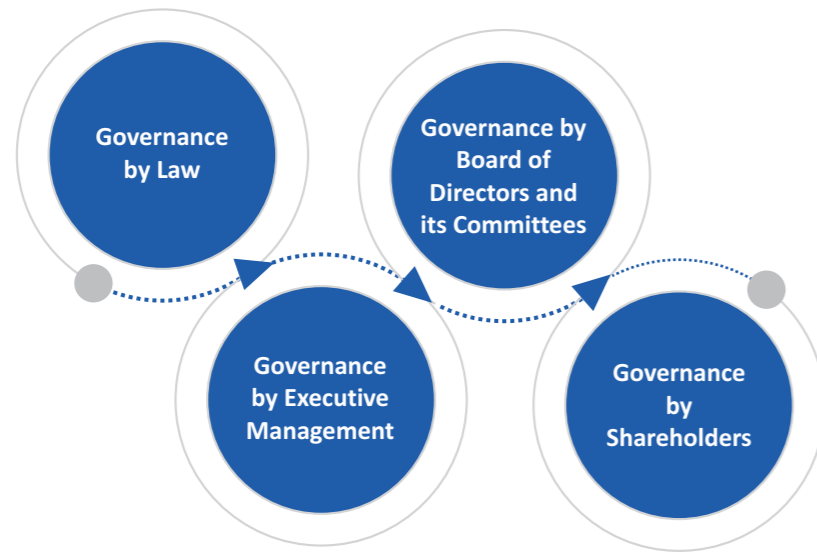 Governance
by Law
Governance by
Board of
Directors and
its Committees
Governance
by Executive
Management
Governance
by
Shareholders